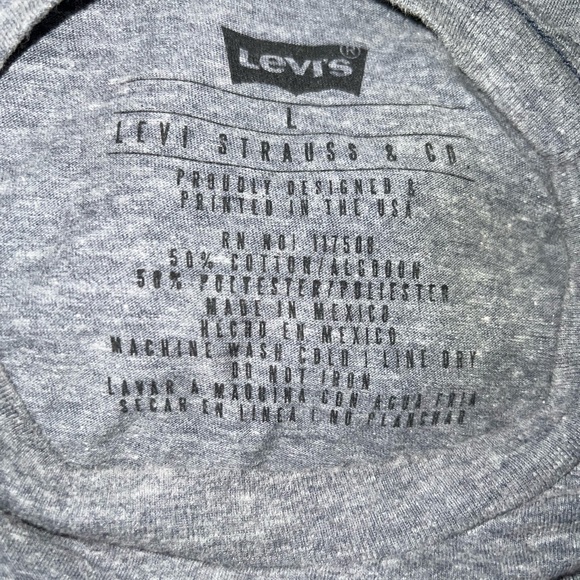 Levi's®
L
LEVI STRAUSS & CO.
PROUDLY DESIGNED &
PRINTED IN THE USA
RN NO: 117508
50% COTTON/ALGODON
50% POLYESTER/POLIESTER
MADE IN MEXICO
HECHO EN MEXICO
MACHINE WASH COLD | LINE DRY
DO NOT IRON
LAVAR A MAQUINA CON AGUA FRIA
SECAR EN LINEA | NO PLANCHAR